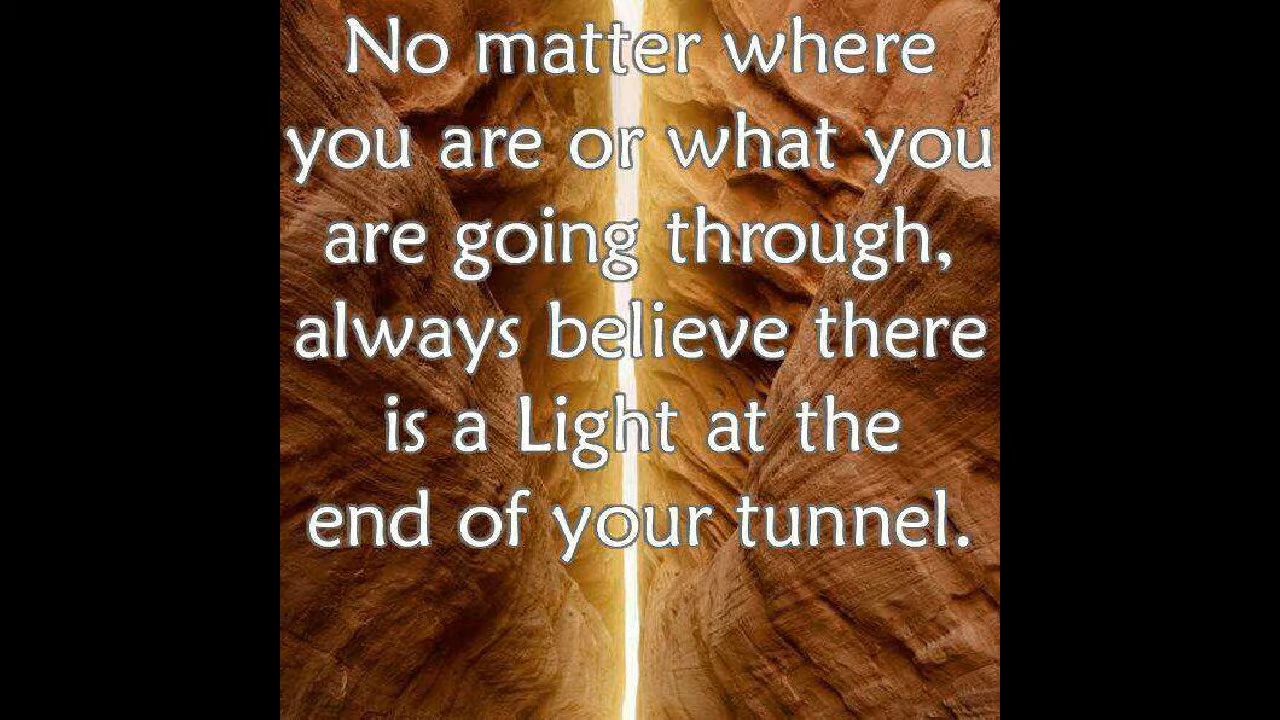 No matter where
you are or what you
are going through,
always believe there
is a Light at the
end of your tunnel.